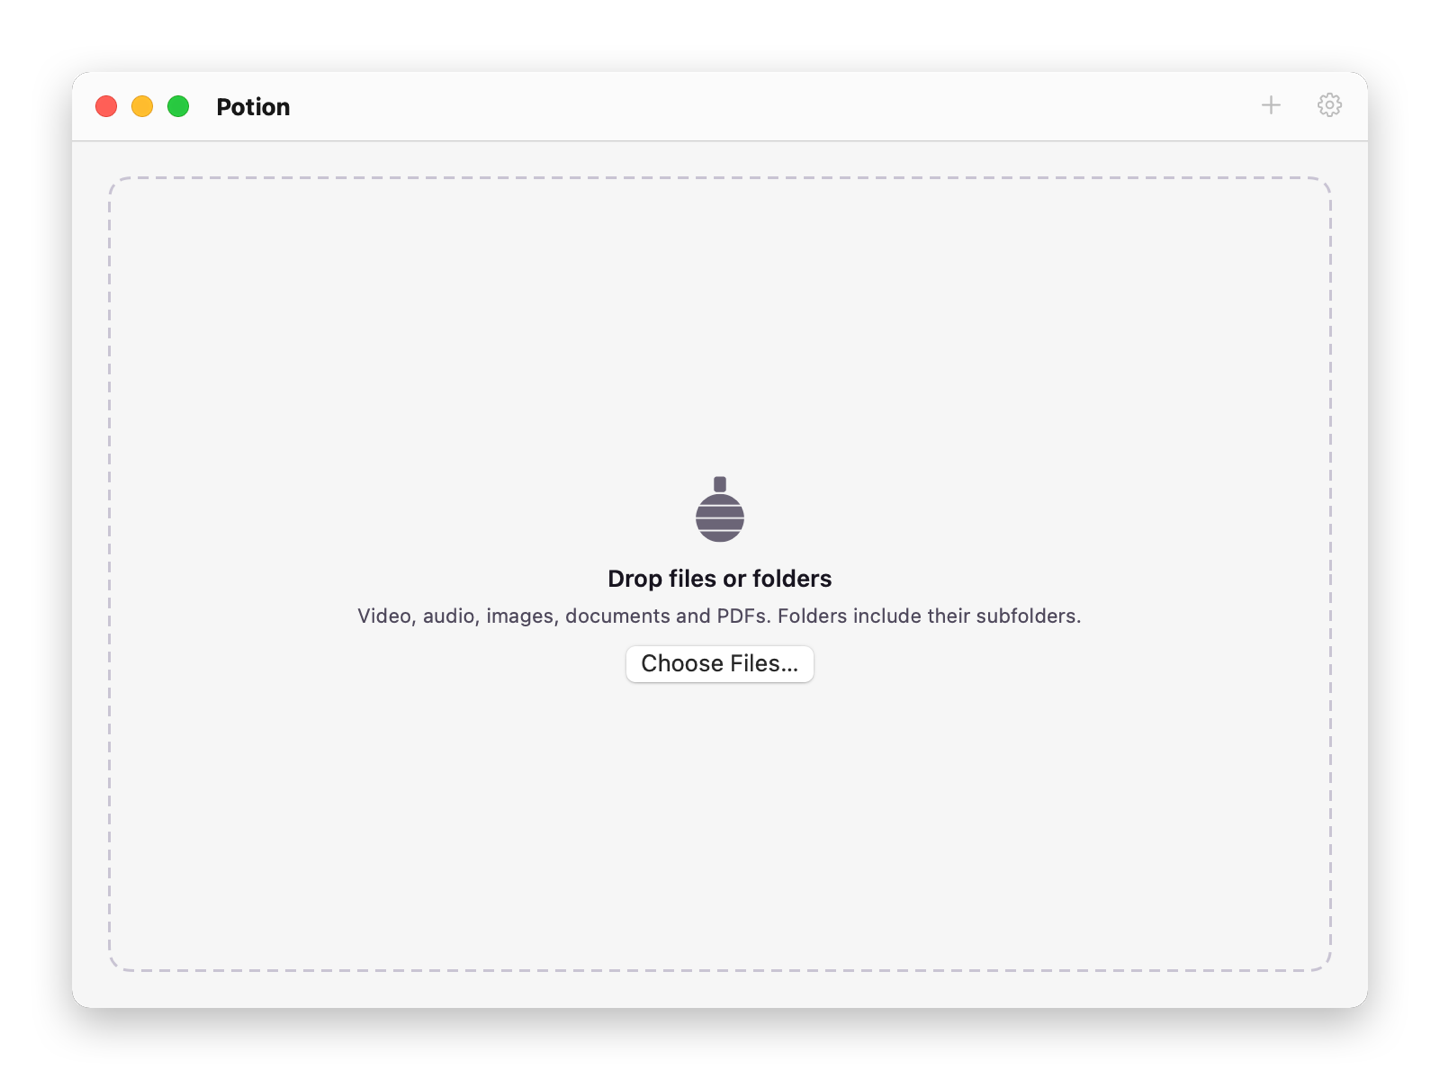 Potion
Drop files or folders
Video, audio, images, documents and PDFs. Folders include their subfolders.
Choose Files...